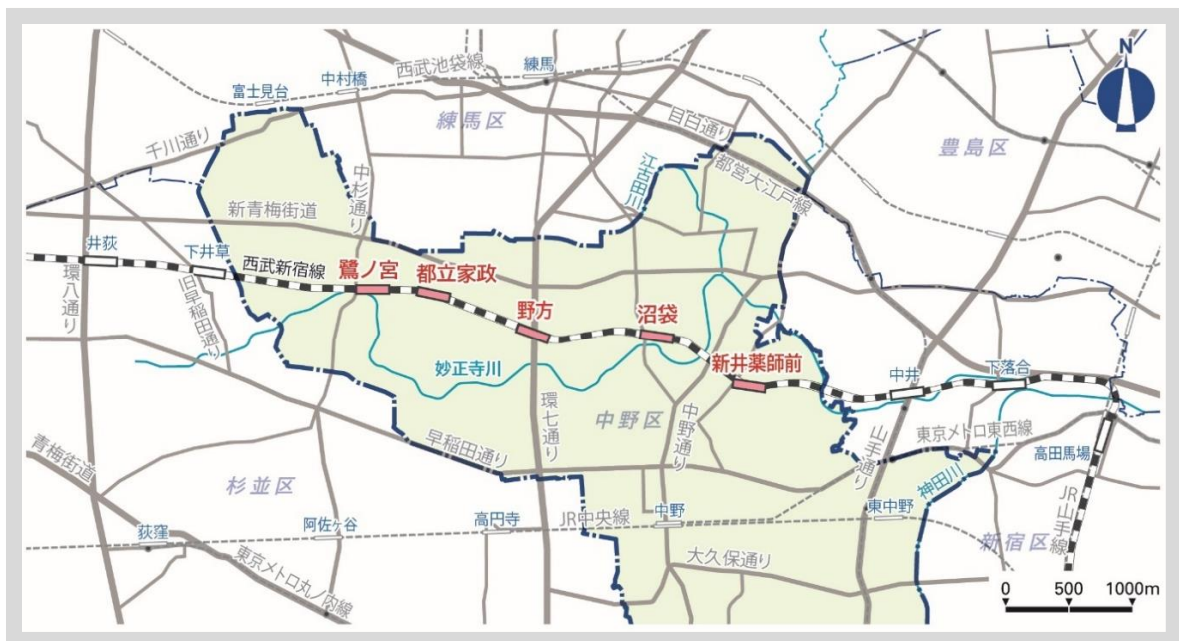 N
西武池袋線
練馬
中村橋
富士見台
練馬区
目白通り
豊島区
千川通り
中杉通り
江古田川
都営大江戸線
新青梅街道
井荻
下井草
西武新宿線
鷺ノ宮
都立家政
野方
沼袋
新井薬師前
環八通り
旧早稲田通り
妙正寺川
中井
下落合
環七通り
中野区
中野通り
山手通り
東京メトロ東西線
高田馬場
早稲田通り
青梅街道
杉並区
神田川
JR山手線
荻窪
阿佐ヶ谷
高円寺
JR中央線
中野
東中野
新宿区
大久保通り
東京メトロ丸ノ内線
0 500 1000m